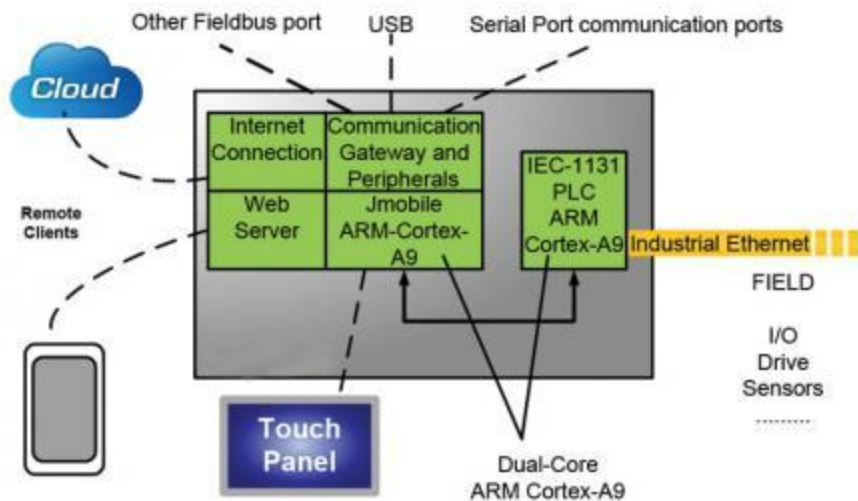 Other Fieldbus port
USB
Serial Port communication ports
Cloud
Internet
Connection
Communication
Gateway and
Peripherals
IEC-1131
PLC
ARM
Cortex-A9
Remote
Clients
Web
Server
Jmobile
ARM-Cortex-
A9
Industrial Ethernet
FIELD
I/O
Drive
Sensors
..........
Touch
Panel
Dual-Core
ARM Cortex-A9